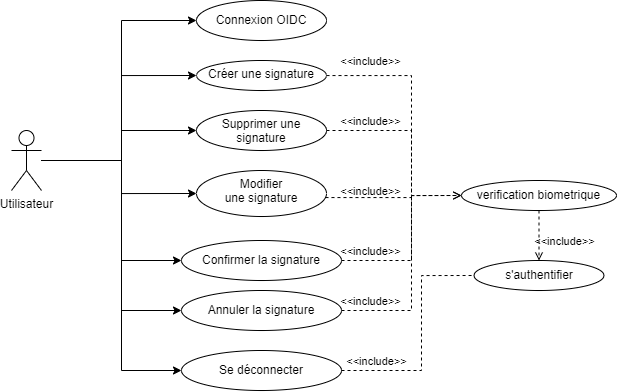 Connexion OIDC
<<include>>
Créer une signature
<<include>>
Supprimer une
signature
<<include>>
Modifier
une signature
verification biometrique
Utilisateur
<<include>>
<<include>>
Confirmer la signature
s'authentifier
<<include>>
Annuler la signature
<<include>>
Se déconnecter